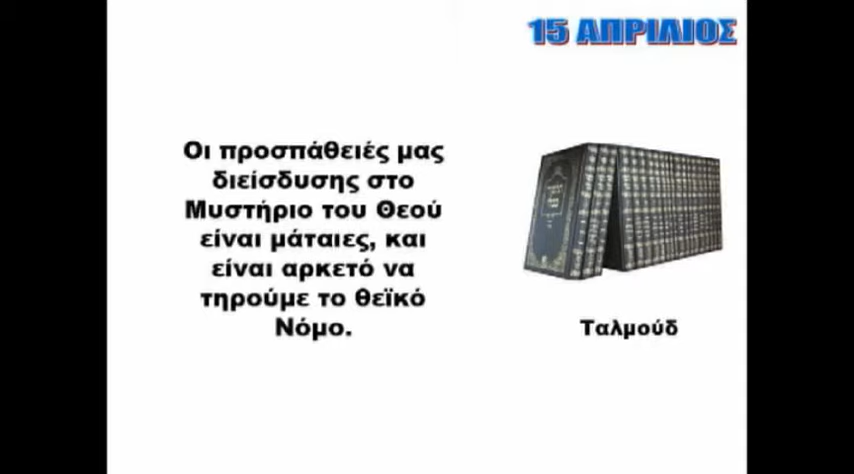 15 ΑΠΡΙΛΙΟΣ
Οι προσπάθειές μας
διείσδυσης στο
Μυστήριο του Θεού
είναι μάταιες, και
είναι αρκετό να
τηρούμε το θεϊκό
Νόμο.
Ταλμούδ